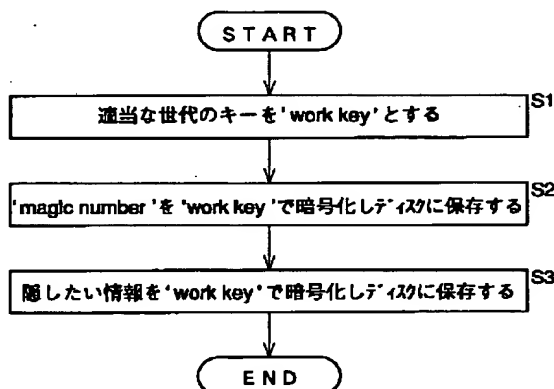 START
S1
適当な世代のキーを'work key'とする
S2
'magic number'を'work key'で暗号化しディスクに保存する
S3
隠したい情報を'work key'で暗号化しディスクに保存する
END